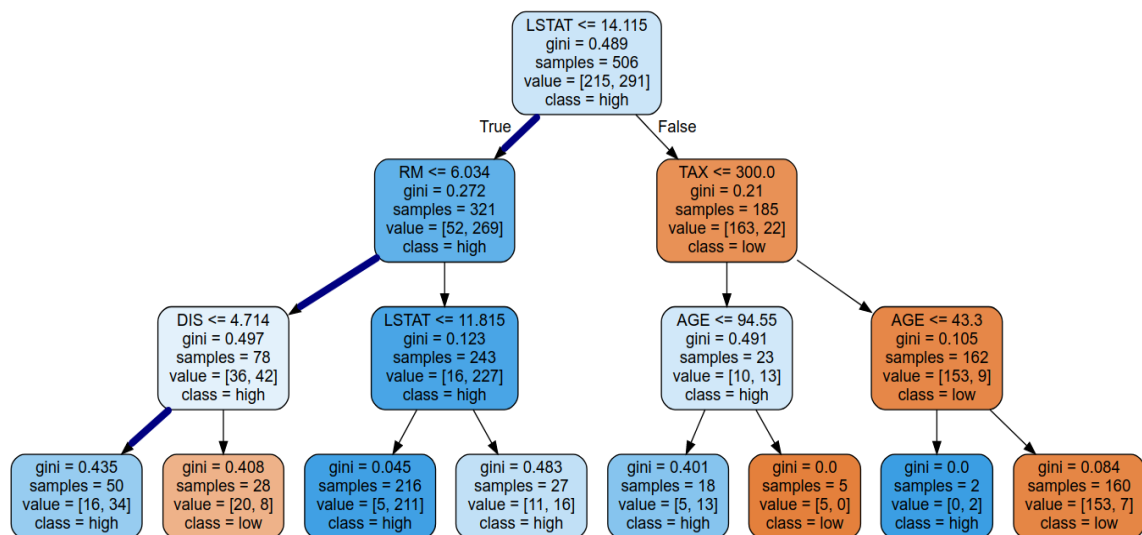 LSTAT <= 14.115
gini = 0.489
samples = 506
value = [215, 291]
class = high
True
False
RM <= 6.034
gini = 0.272
samples = 321
value = [52, 269]
class = high
TAX <= 300.0
gini = 0.21
samples = 185
value = [163, 22]
class = low
DIS <= 4.714
gini = 0.497
samples = 78
value = [36, 42]
class = high
LSTAT <= 11.815
gini = 0.123
samples = 243
value = [16, 227]
class = high
AGE <= 94.55
gini = 0.491
samples = 23
value = [10, 13]
class = high
AGE <= 43.3
gini = 0.105
samples = 162
value = [153, 9]
class = low
gini = 0.435
samples = 50
value = [16, 34]
class = high
gini = 0.408
samples = 28
value = [20, 8]
class = low
gini = 0.045
samples = 216
value = [5, 211]
class = high
gini = 0.483
samples = 27
value = [11, 16]
class = high
gini = 0.401
samples = 18
value = [5, 13]
class = high
gini = 0.0
samples = 5
value = [5, 0]
class = low
gini = 0.0
samples = 2
value = [0, 2]
class = high
gini = 0.084
samples = 160
value = [153, 7]
class = low